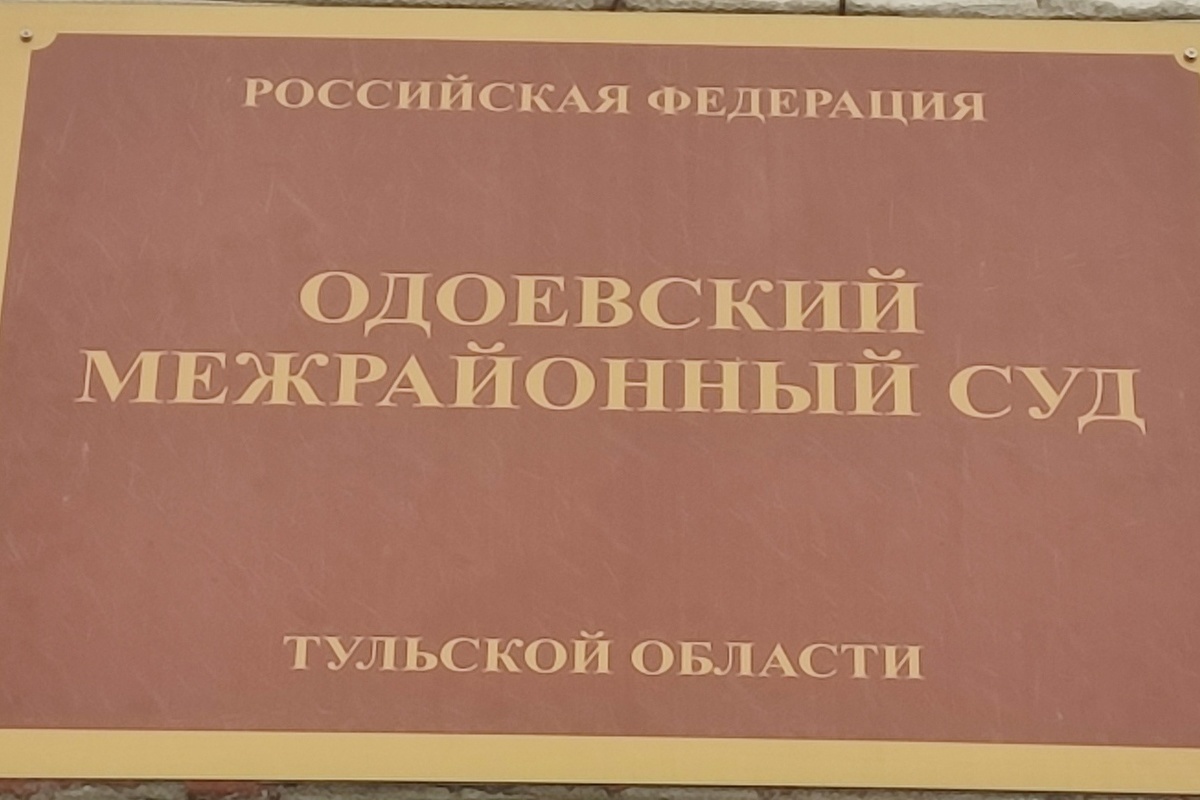 РОССИЙСКАЯ ФЕДЕРАЦИЯ
ОДОЕВСКИЙ
МЕЖРАЙОННЫЙ СУД
ТУЛЬСКОЙ ОБЛАСТИ